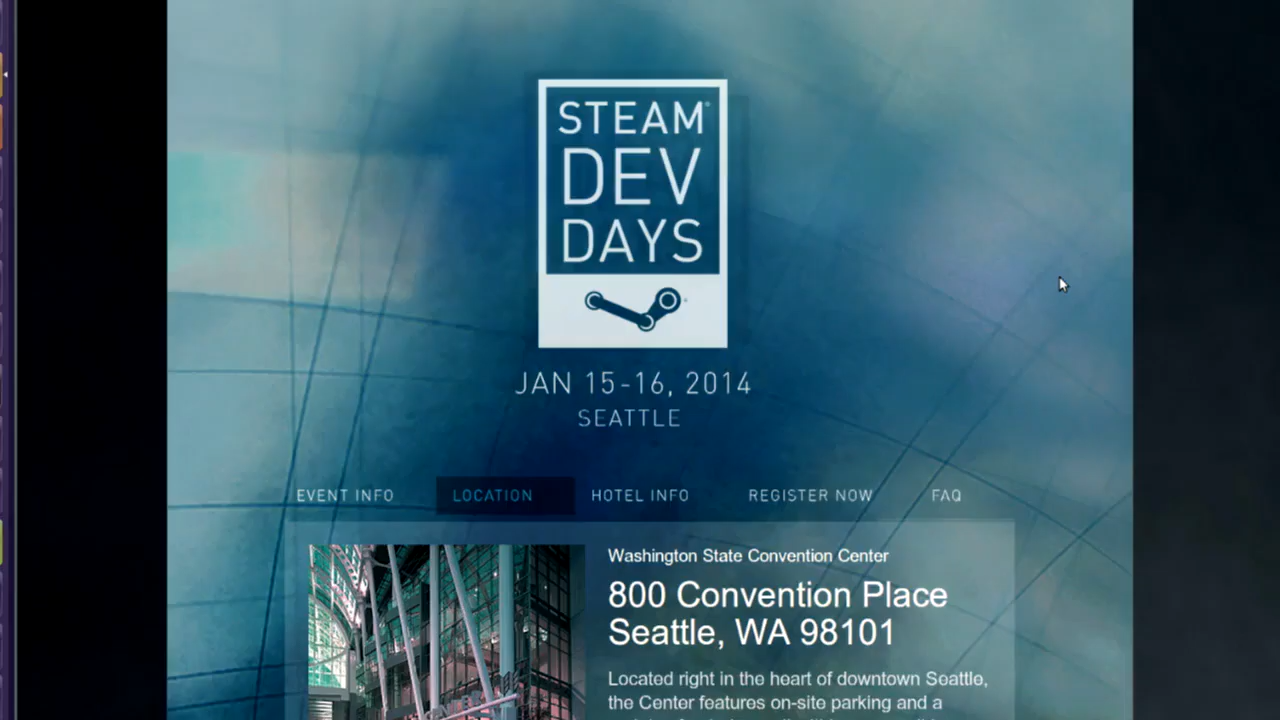 STEAM®
DEV
DAYS
JAN 15-16, 2014
SEATTLE
EVENT INFO LOCATION HOTEL INFO REGISTER NOW FAQ
Washington State Convention Center
800 Convention Place
Seattle, WA 98101
Located right in the heart of downtown Seattle,
the Center features on-site parking and a